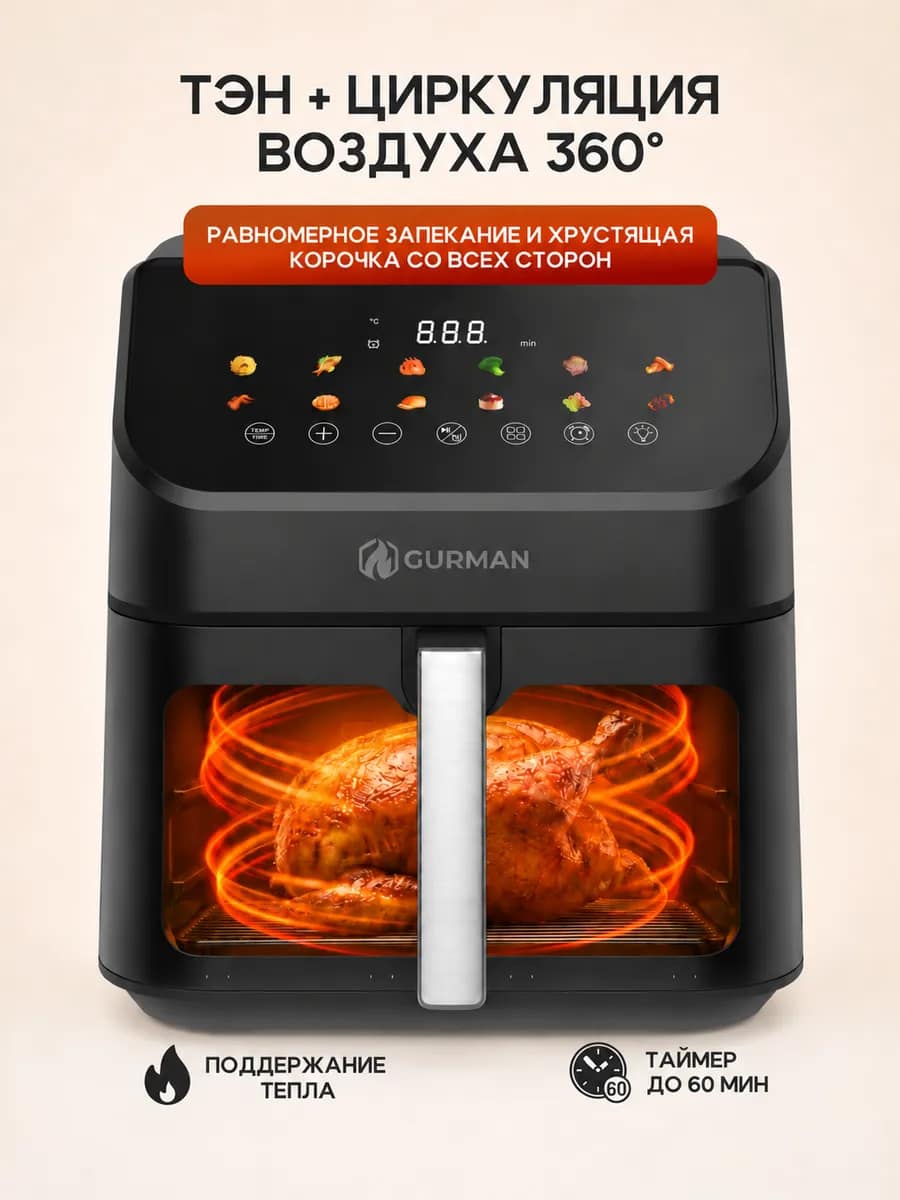 ТЭН + ЦИРКУЛЯЦИЯ
ВОЗДУХА 360°
РАВНОМЕРНОЕ ЗАПЕКАНИЕ И ХРУСТЯЩАЯ
КОРОЧКА СО ВСЕХ СТОРОН
°C
8.8.8.
min
TEMP
TIME
GURMAN
ПОДДЕРЖАНИЕ
ТЕПЛА
60
ТАЙМЕР
ДО 60 МИН